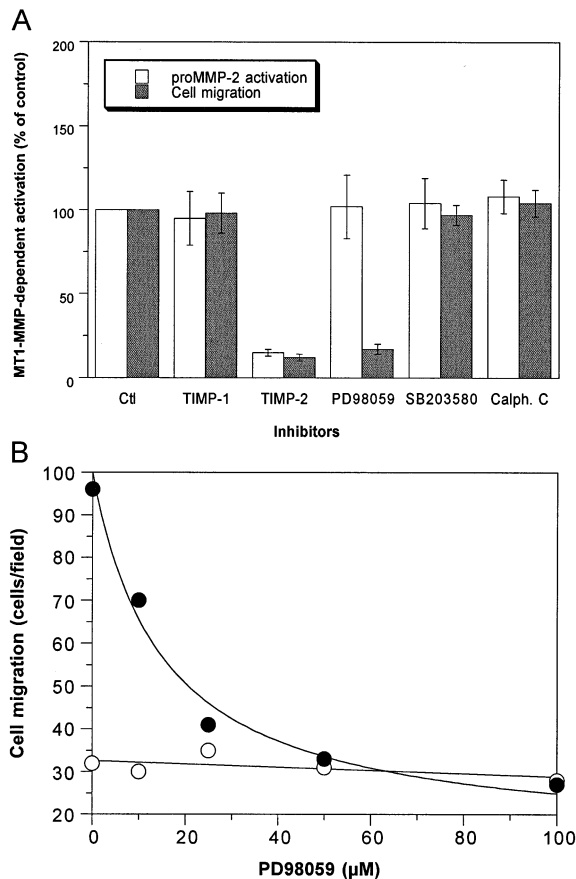 A
200
150
100
50
0
MT1-MMP-dependent activation (% of control)
proMMP-2 activation
Cell migration
Ctl TIMP-1 TIMP-2 PD98059 SB203580 Calph. C
Inhibitors
B
100
90
80
70
60
50
40
30
20
Cell migration (cells/field)
0 20 40 60 80 100
PD98059 (µM)